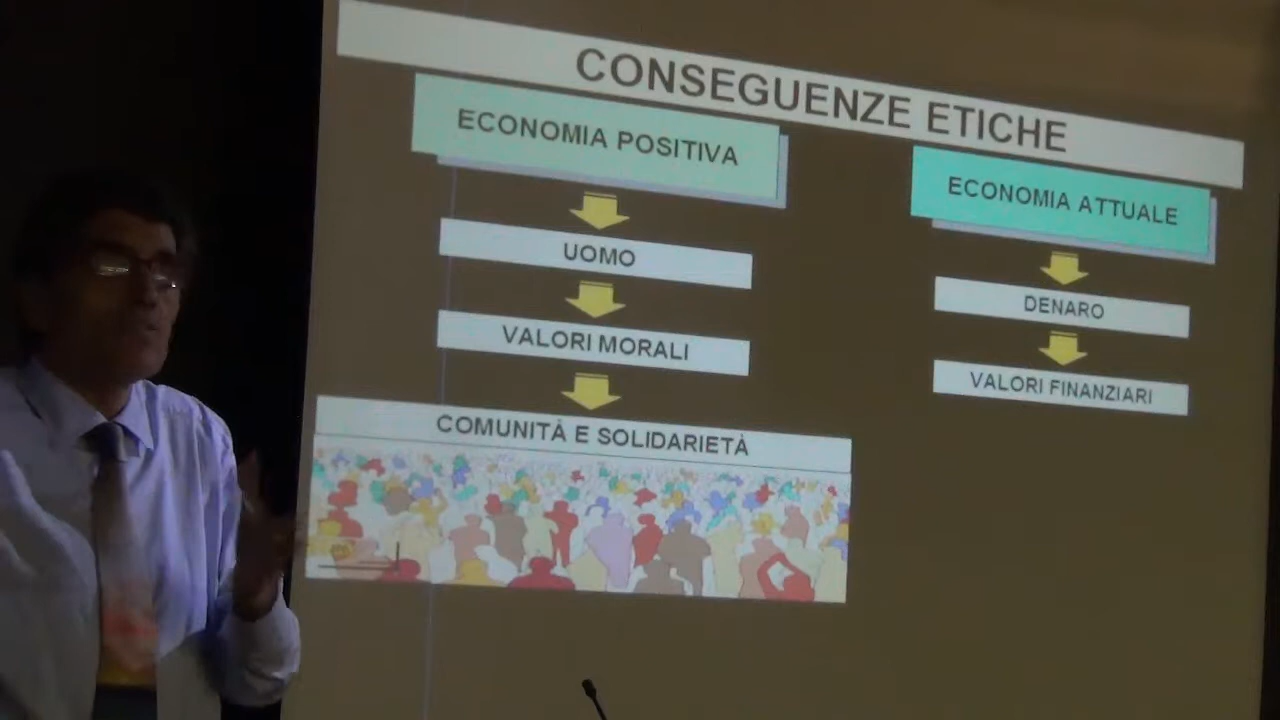 CONSEGUENZE ETICHE
ECONOMIA POSITIVA
UOMO
VALORI MORALI
COMUNITÀ E SOLIDARIETÀ
ECONOMIA ATTUALE
DENARO
VALORI FINANZIARI